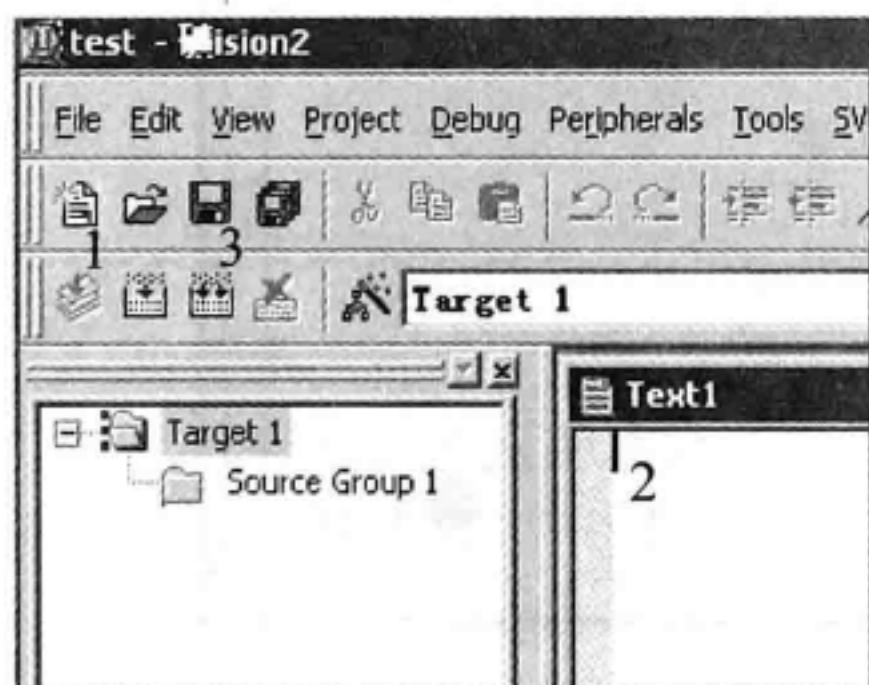 test - ision2
File Edit View Project Debug Peripherals Tools SV
1 3
Target 1
Text1
Target 1
Source Group 1
2